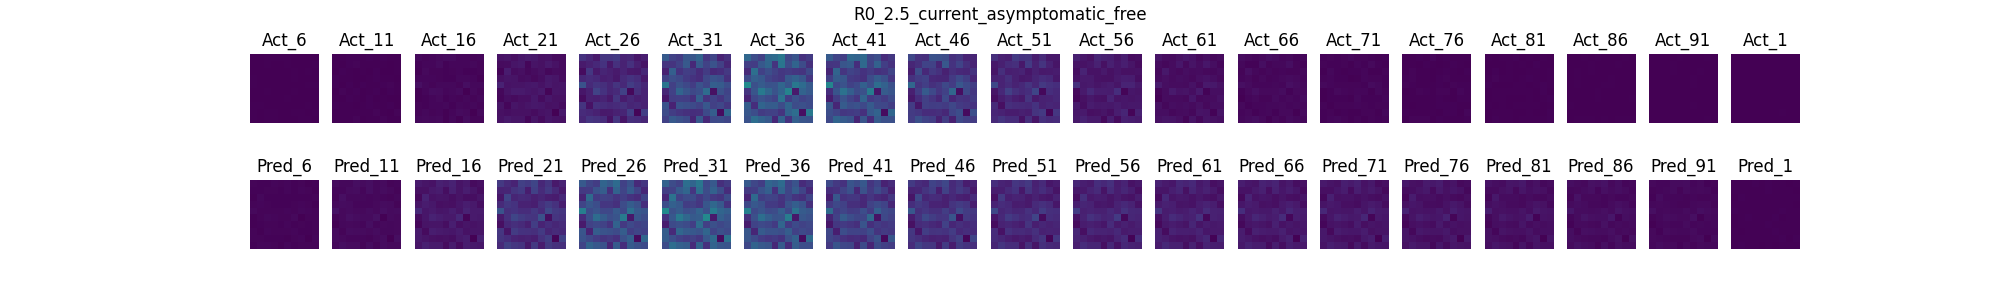 R0_2.5_current_asymptomatic_free
Act_6 Act_11 Act_16 Act_21 Act_26 Act_31 Act_36 Act_41 Act_46 Act_51 Act_56 Act_61 Act_66 Act_71 Act_76 Act_81 Act_86 Act_91 Act_1
Pred_6 Pred_11 Pred_16 Pred_21 Pred_26 Pred_31 Pred_36 Pred_41 Pred_46 Pred_51 Pred_56 Pred_61 Pred_66 Pred_71 Pred_76 Pred_81 Pred_86 Pred_91 Pred_1